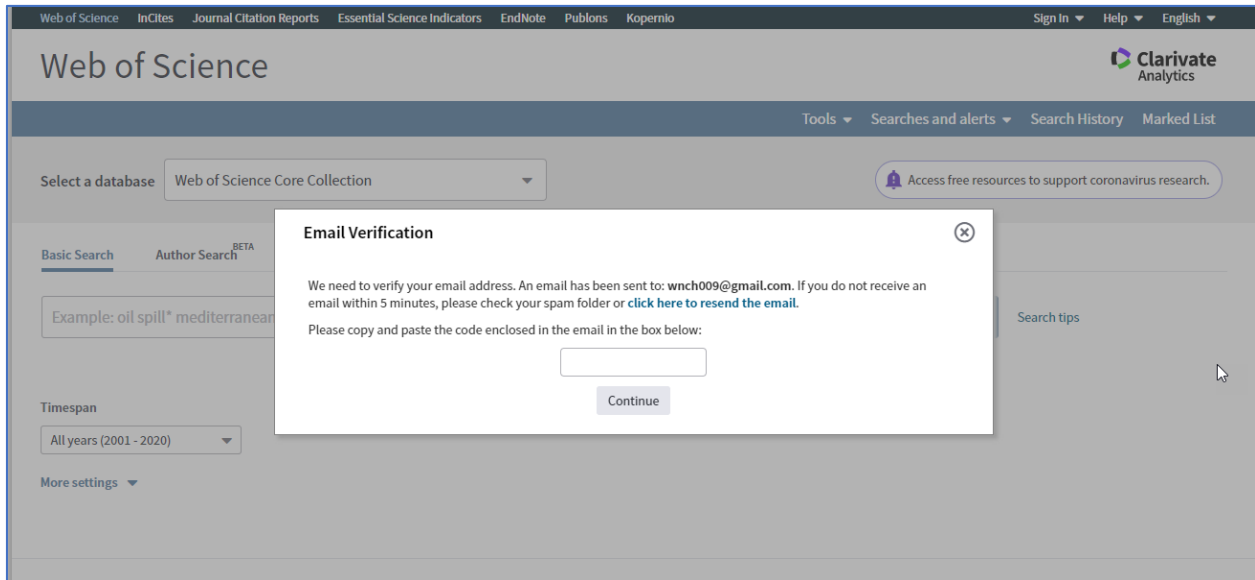 Web of Science InCites Journal Citation Reports Essential Science Indicators EndNote Publons Kopernio Sign In Help English
Web of Science
Clarivate
Analytics
Tools Searches and alerts Search History Marked List
Select a database Web of Science Core Collection
Access free resources to support coronavirus research.
Email Verification
Basic Search Author Search BETA
We need to verify your email address. An email has been sent to: wnch009@gmail.com. If you do not receive an
email within 5 minutes, please check your spam folder or click here to resend the email.
Example: oil spill* mediterranean
Search tips
Please copy and paste the code enclosed in the email in the box below:
Continue
Timespan
All years (2001 - 2020)
More settings